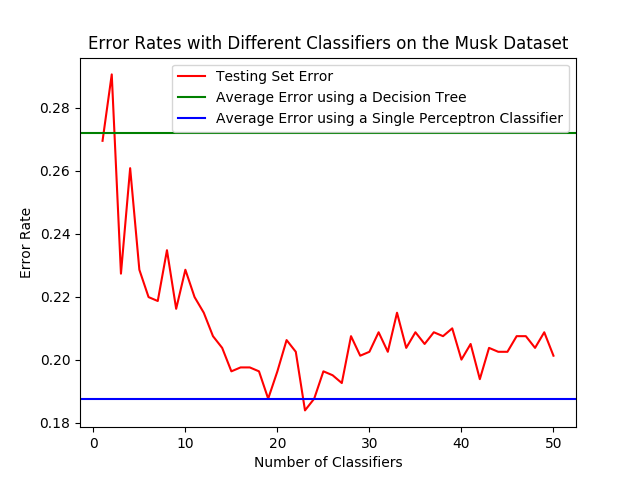 Error Rates with Different Classifiers on the Musk Dataset
Testing Set Error
Average Error using a Decision Tree
Average Error using a Single Perceptron Classifier
Error Rate
0.28
0.26
0.24
0.22
0.20
0.18
0 10 20 30 40 50
Number of Classifiers